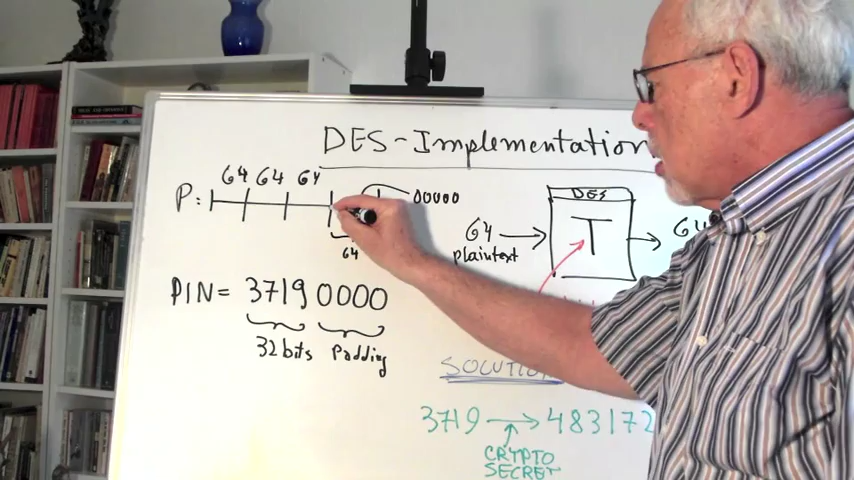 DES-Implementation
64 64 64
P:
00000
64
DES
T
64
plaintext
64
PIN = 3719 0000
32 bits Padding
SOLUTION
3719 → 483172
CRYPTO
SECRET